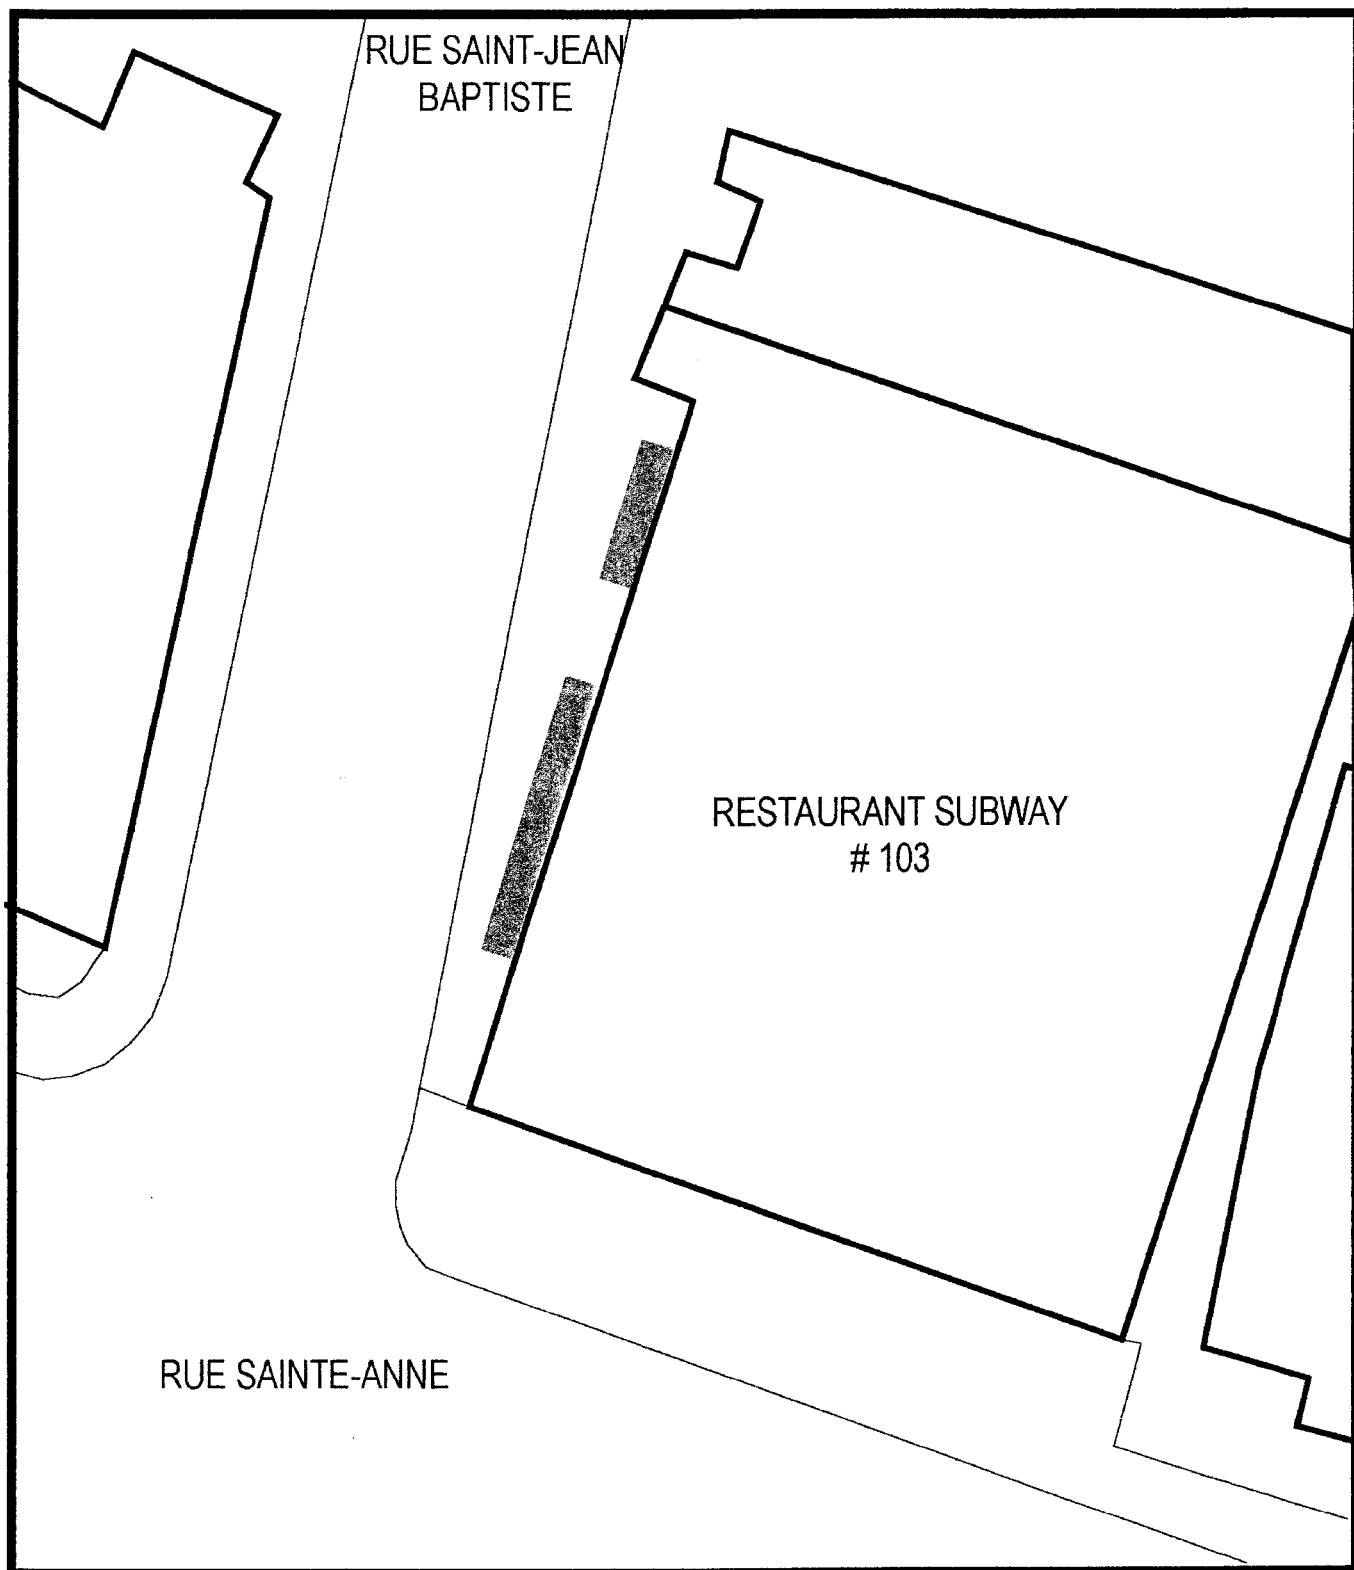 RUE SAINT-JEAN
BAPTISTE
RESTAURANT SUBWAY
# 103
RUE SAINTE-ANNE